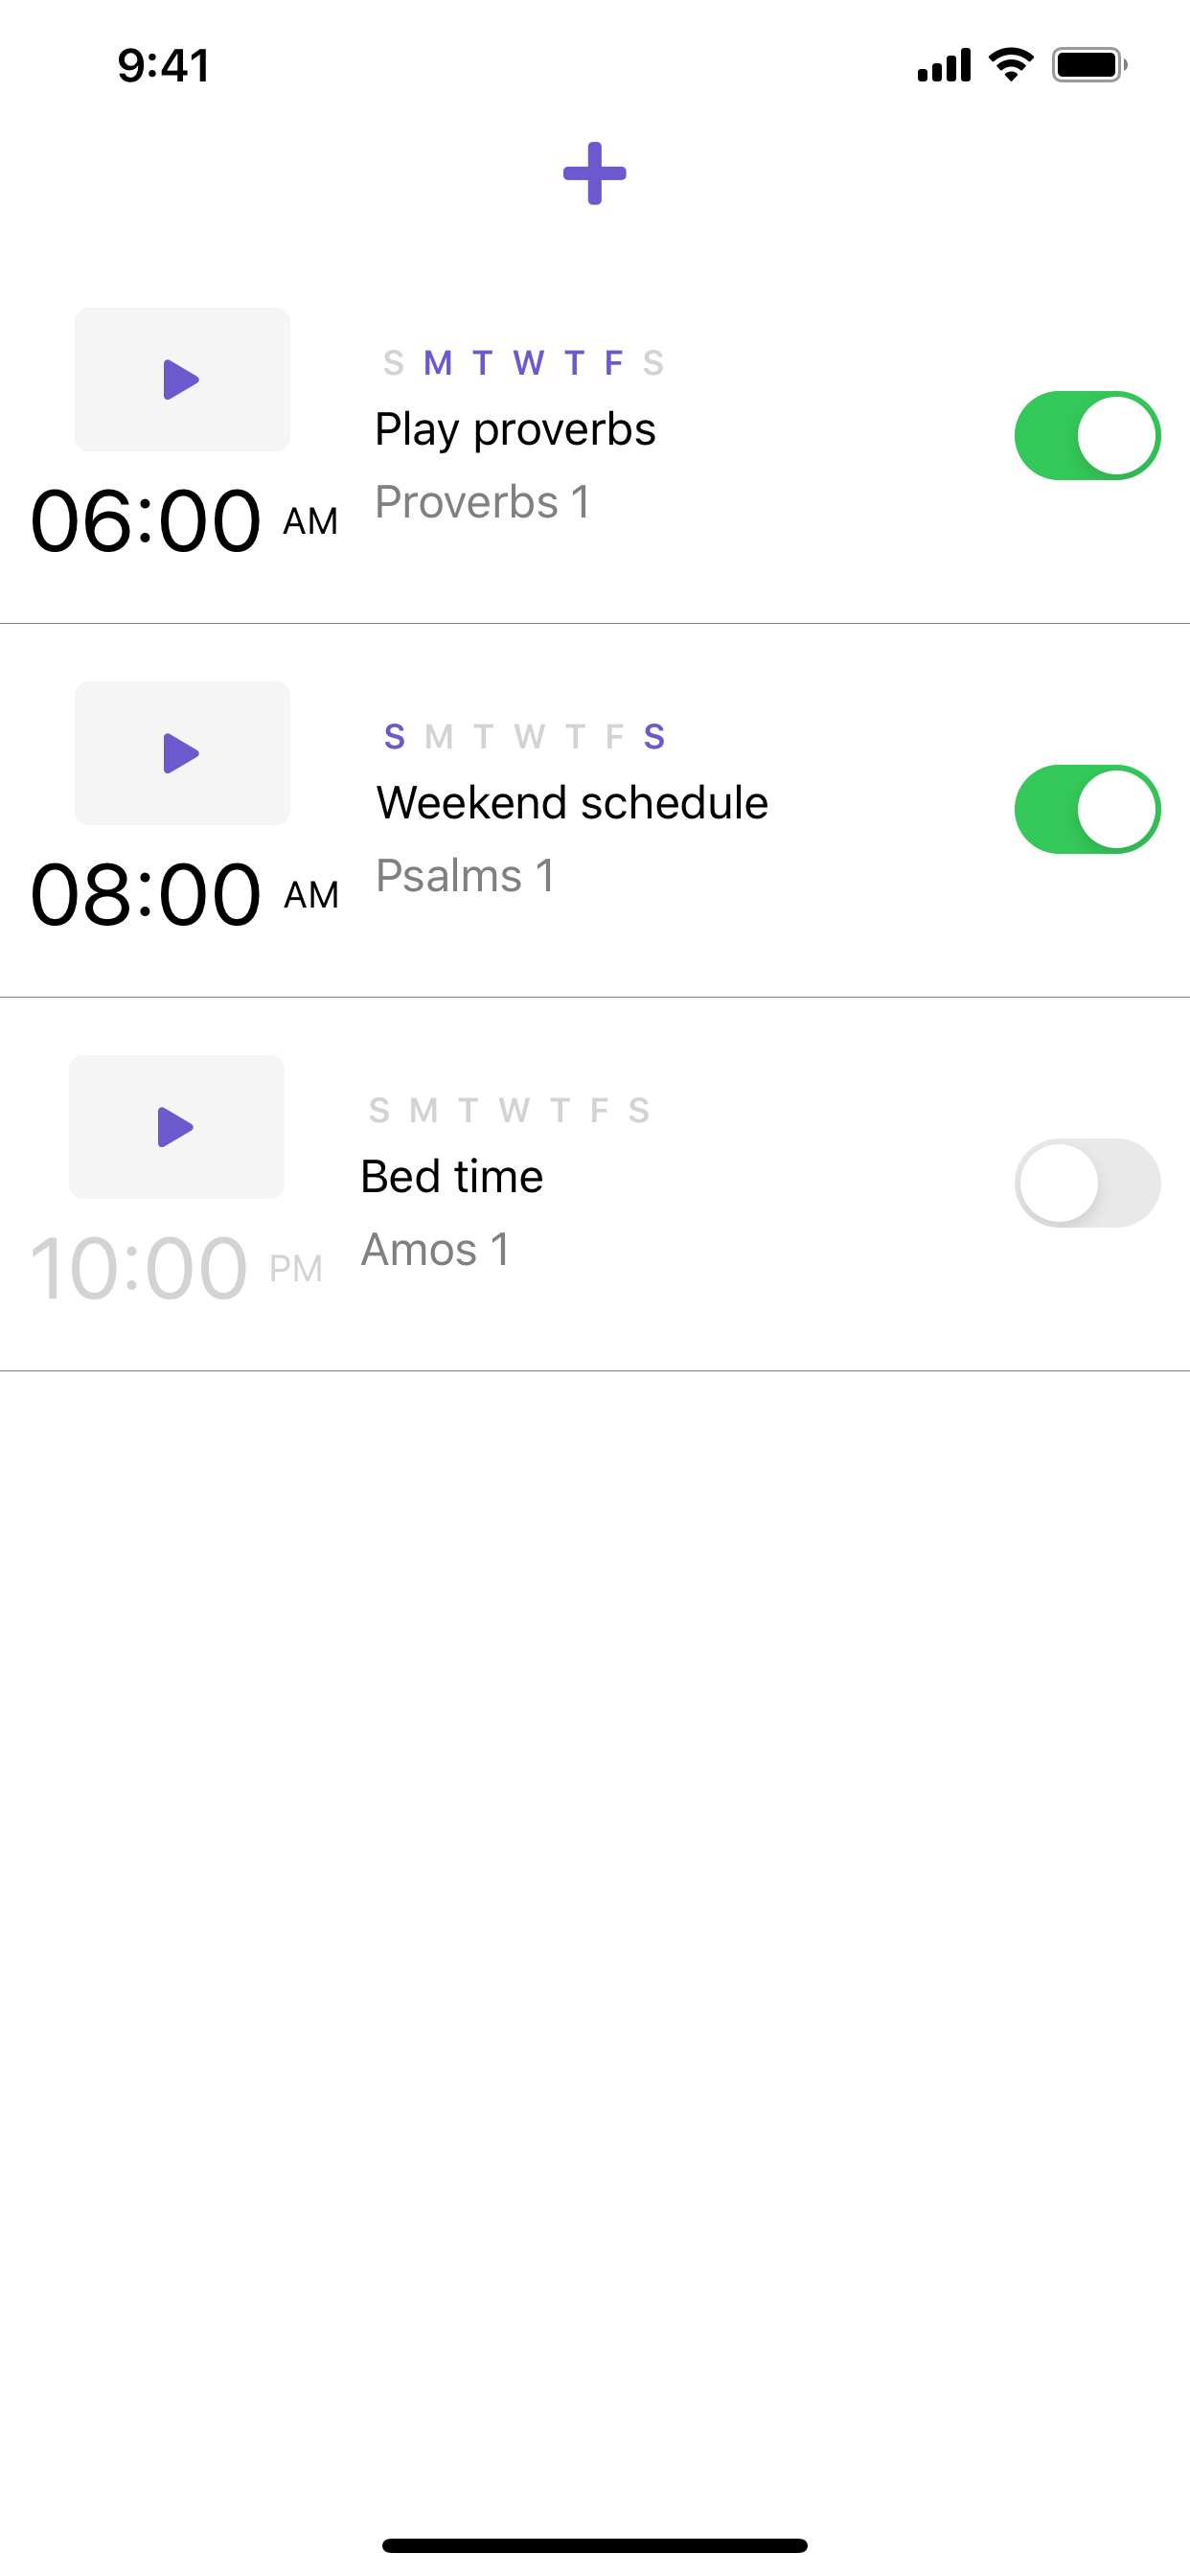 9:41
S M T W T F S
Play proverbs
Proverbs 1
06:00 AM
S M T W T F S
Weekend schedule
Psalms 1
08:00 AM
S M T W T F S
Bed time
Amos 1
10:00 PM